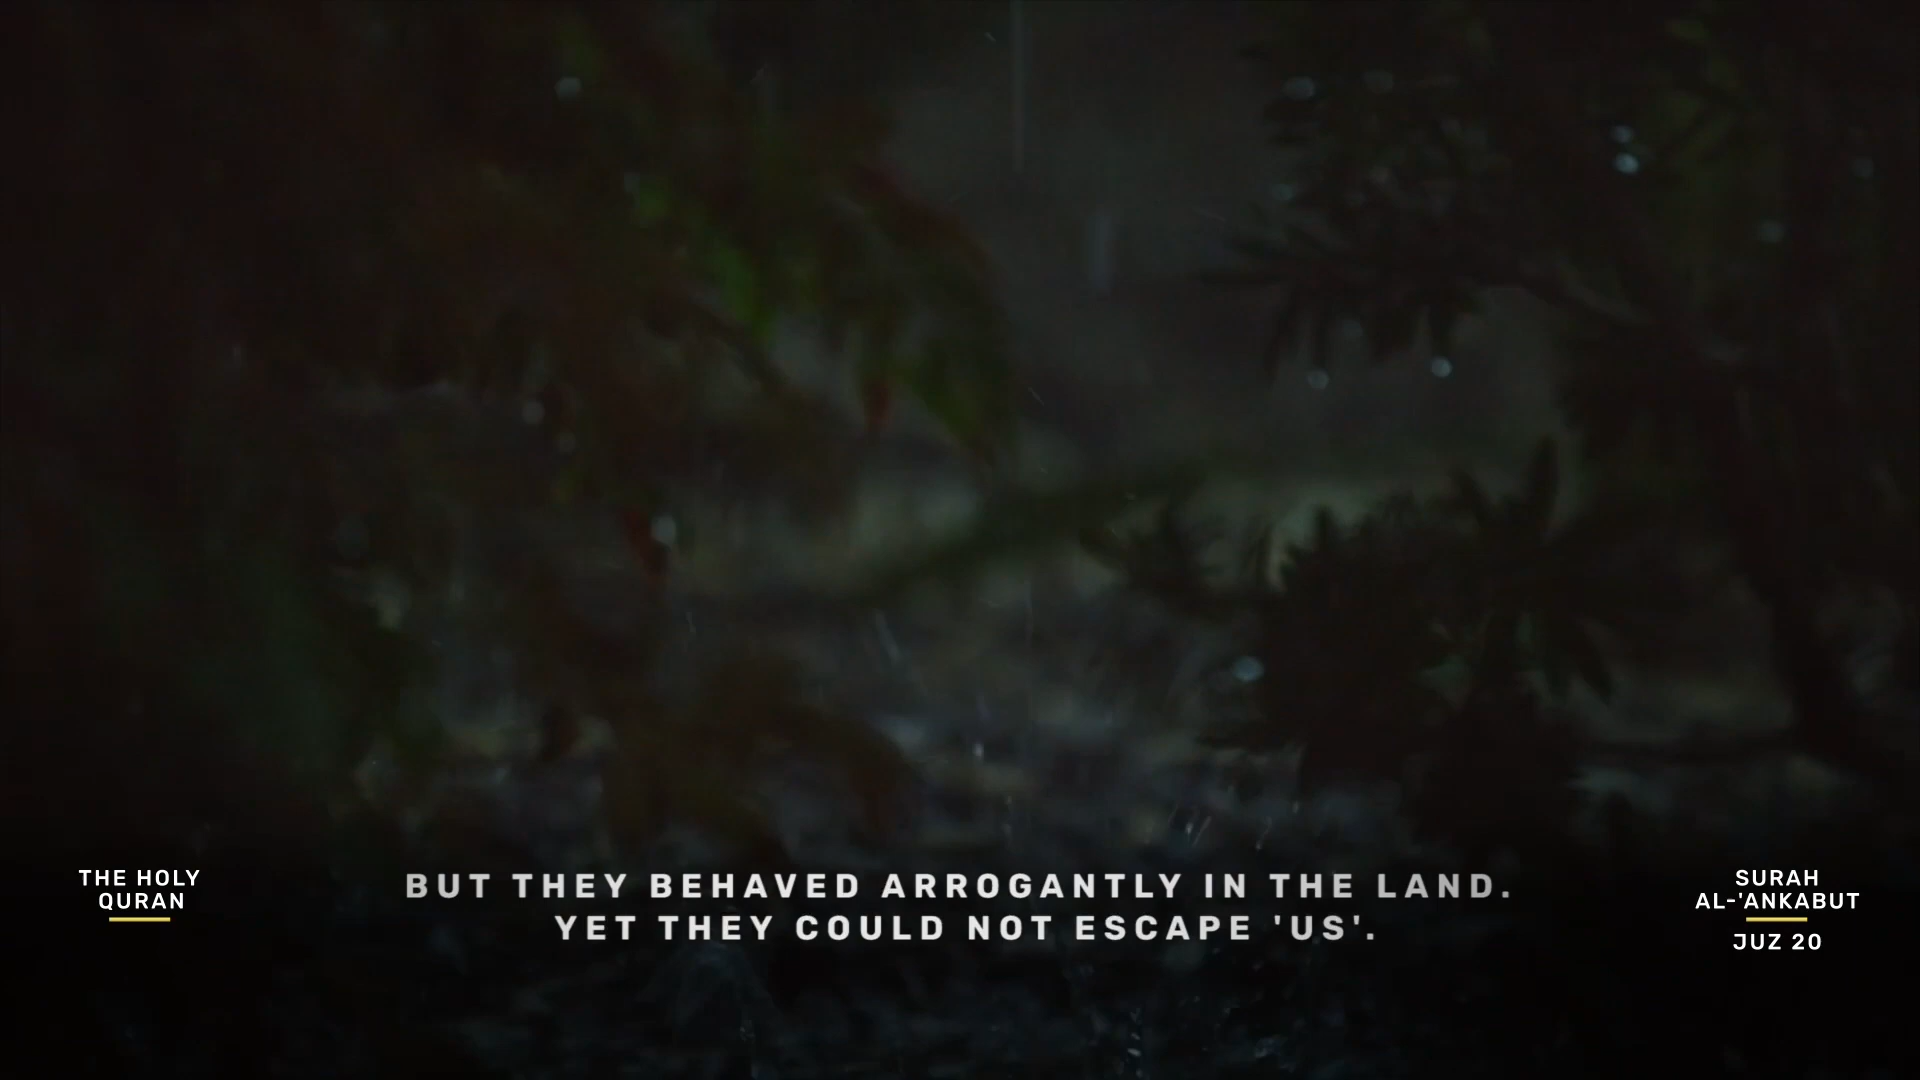 THE HOLY
QURAN
BUT THEY BEHAVED ARROGANTLY IN THE LAND.
YET THEY COULD NOT ESCAPE 'US'.
SURAH
AL-'ANKABUT
JUZ 20